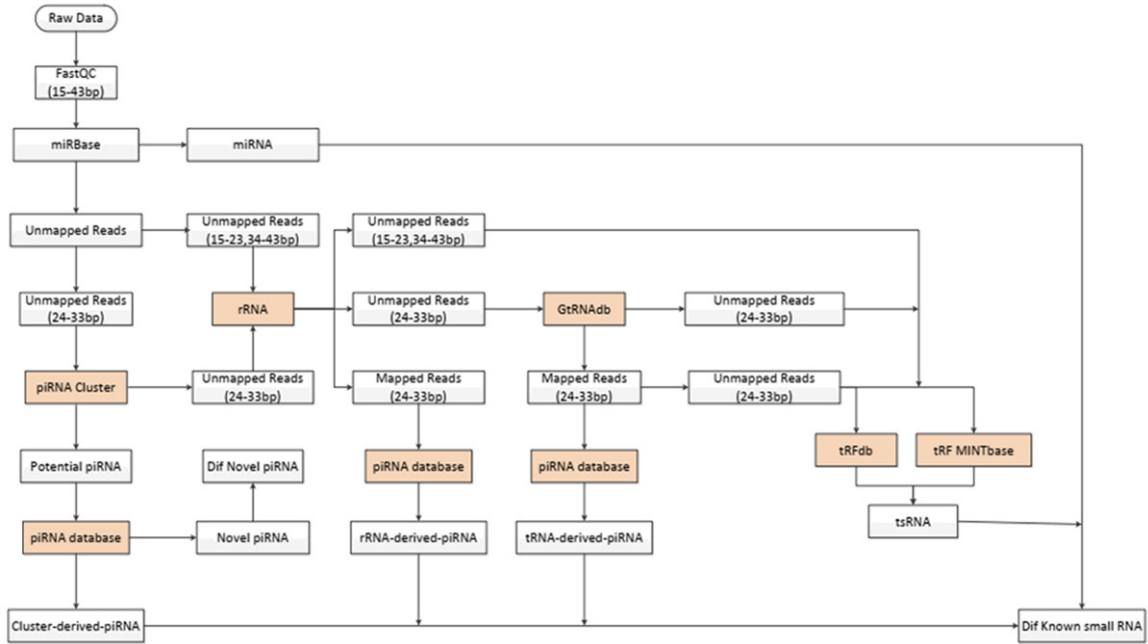 Raw Data
FastQC
(15-43bp)
miRBase
miRNA
Unmapped Reads
Unmapped Reads
(15-23,34-43bp)
Unmapped Reads
(15-23,34-43bp)
Unmapped Reads
(24-33bp)
rRNA
Unmapped Reads
(24-33bp)
GtRNAdb
Unmapped Reads
(24-33bp)
piRNA Cluster
Unmapped Reads
(24-33bp)
Mapped Reads
(24-33bp)
Mapped Reads
(24-33bp)
Unmapped Reads
(24-33bp)
Potential piRNA
Dif Novel piRNA
piRNA database
piRNA database
tRFdb
tRF MINTbase
piRNA database
Novel piRNA
rRNA-derived-piRNA
tRNA-derived-piRNA
tsRNA
Cluster-derived-piRNA
Dif Known small RNA